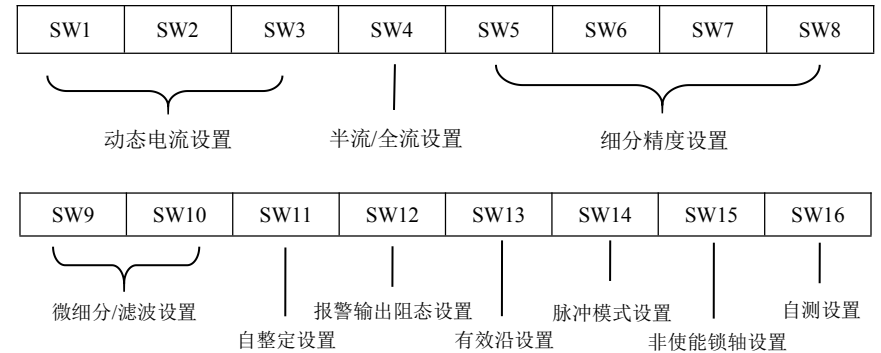 SW1 SW2 SW3 SW4 SW5 SW6 SW7 SW8
动态电流设置 半流/全流设置 细分精度设置
SW9 SW10 SW11 SW12 SW13 SW14 SW15 SW16
微细分/滤波设置 报警输出阻态设置 脉冲模式设置 自测设置
自整定设置 有效沿设置 非使能锁轴设置